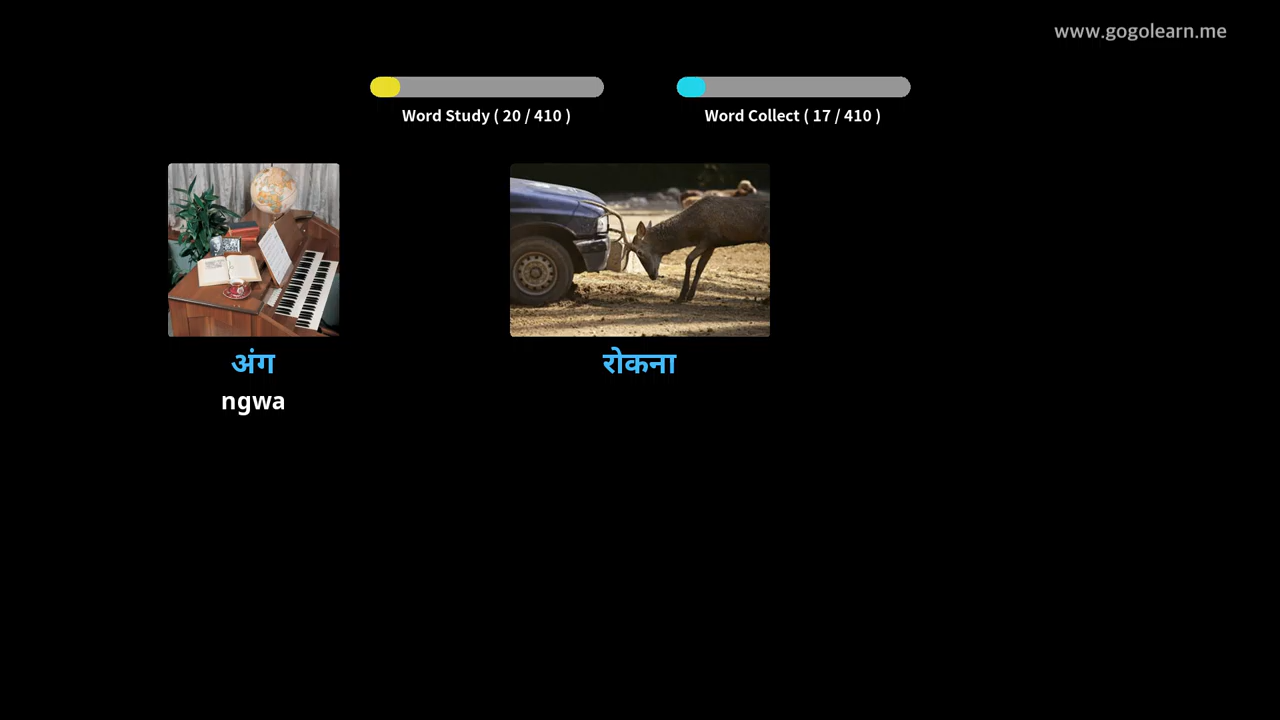 www.gogolearn.me
Word Study ( 20 / 410 )
Word Collect ( 17 / 410 )
अंग
ngwa
रोकना